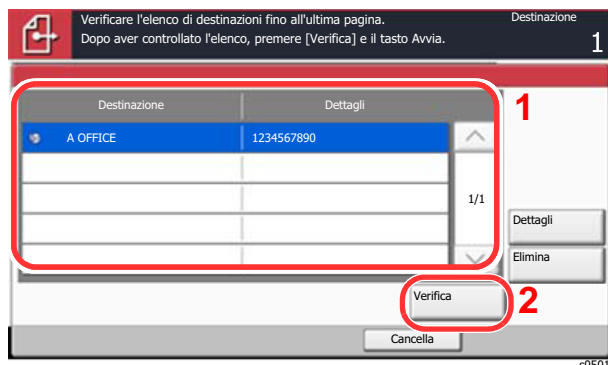 Verificare l'elenco di destinazioni fino all'ultima pagina.
Destinazione
Dopo aver controllato l'elenco, premere [Verifica] e il tasto Avvia.
1
Destinazione
Dettagli
1
A OFFICE
1234567890
1/1
Dettagli
Elimina
Verifica
2
Cancella